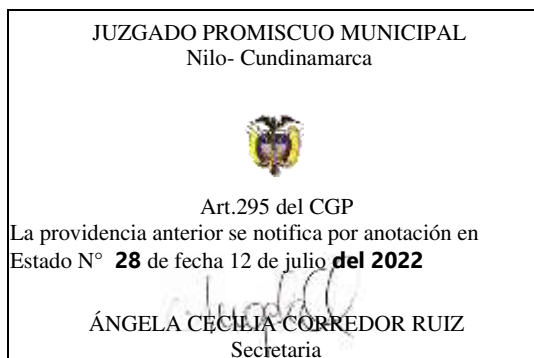 JUZGADO PROMISCUO MUNICIPAL
Nilo- Cundinamarca
Art.295 del CGP
La providencia anterior se notifica por anotación en
Estado N° 28 de fecha 12 de julio del 2022
ÁNGELA CECILIA CORREDOR RUIZ
Secretaria